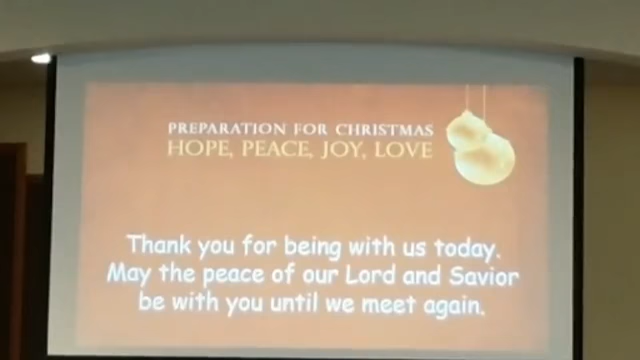 PREPARATION FOR CHRISTMAS
HOPE, PEACE, JOY, LOVE
Thank you for being with us today.
May the peace of our Lord and Savior
be with you until we meet again.